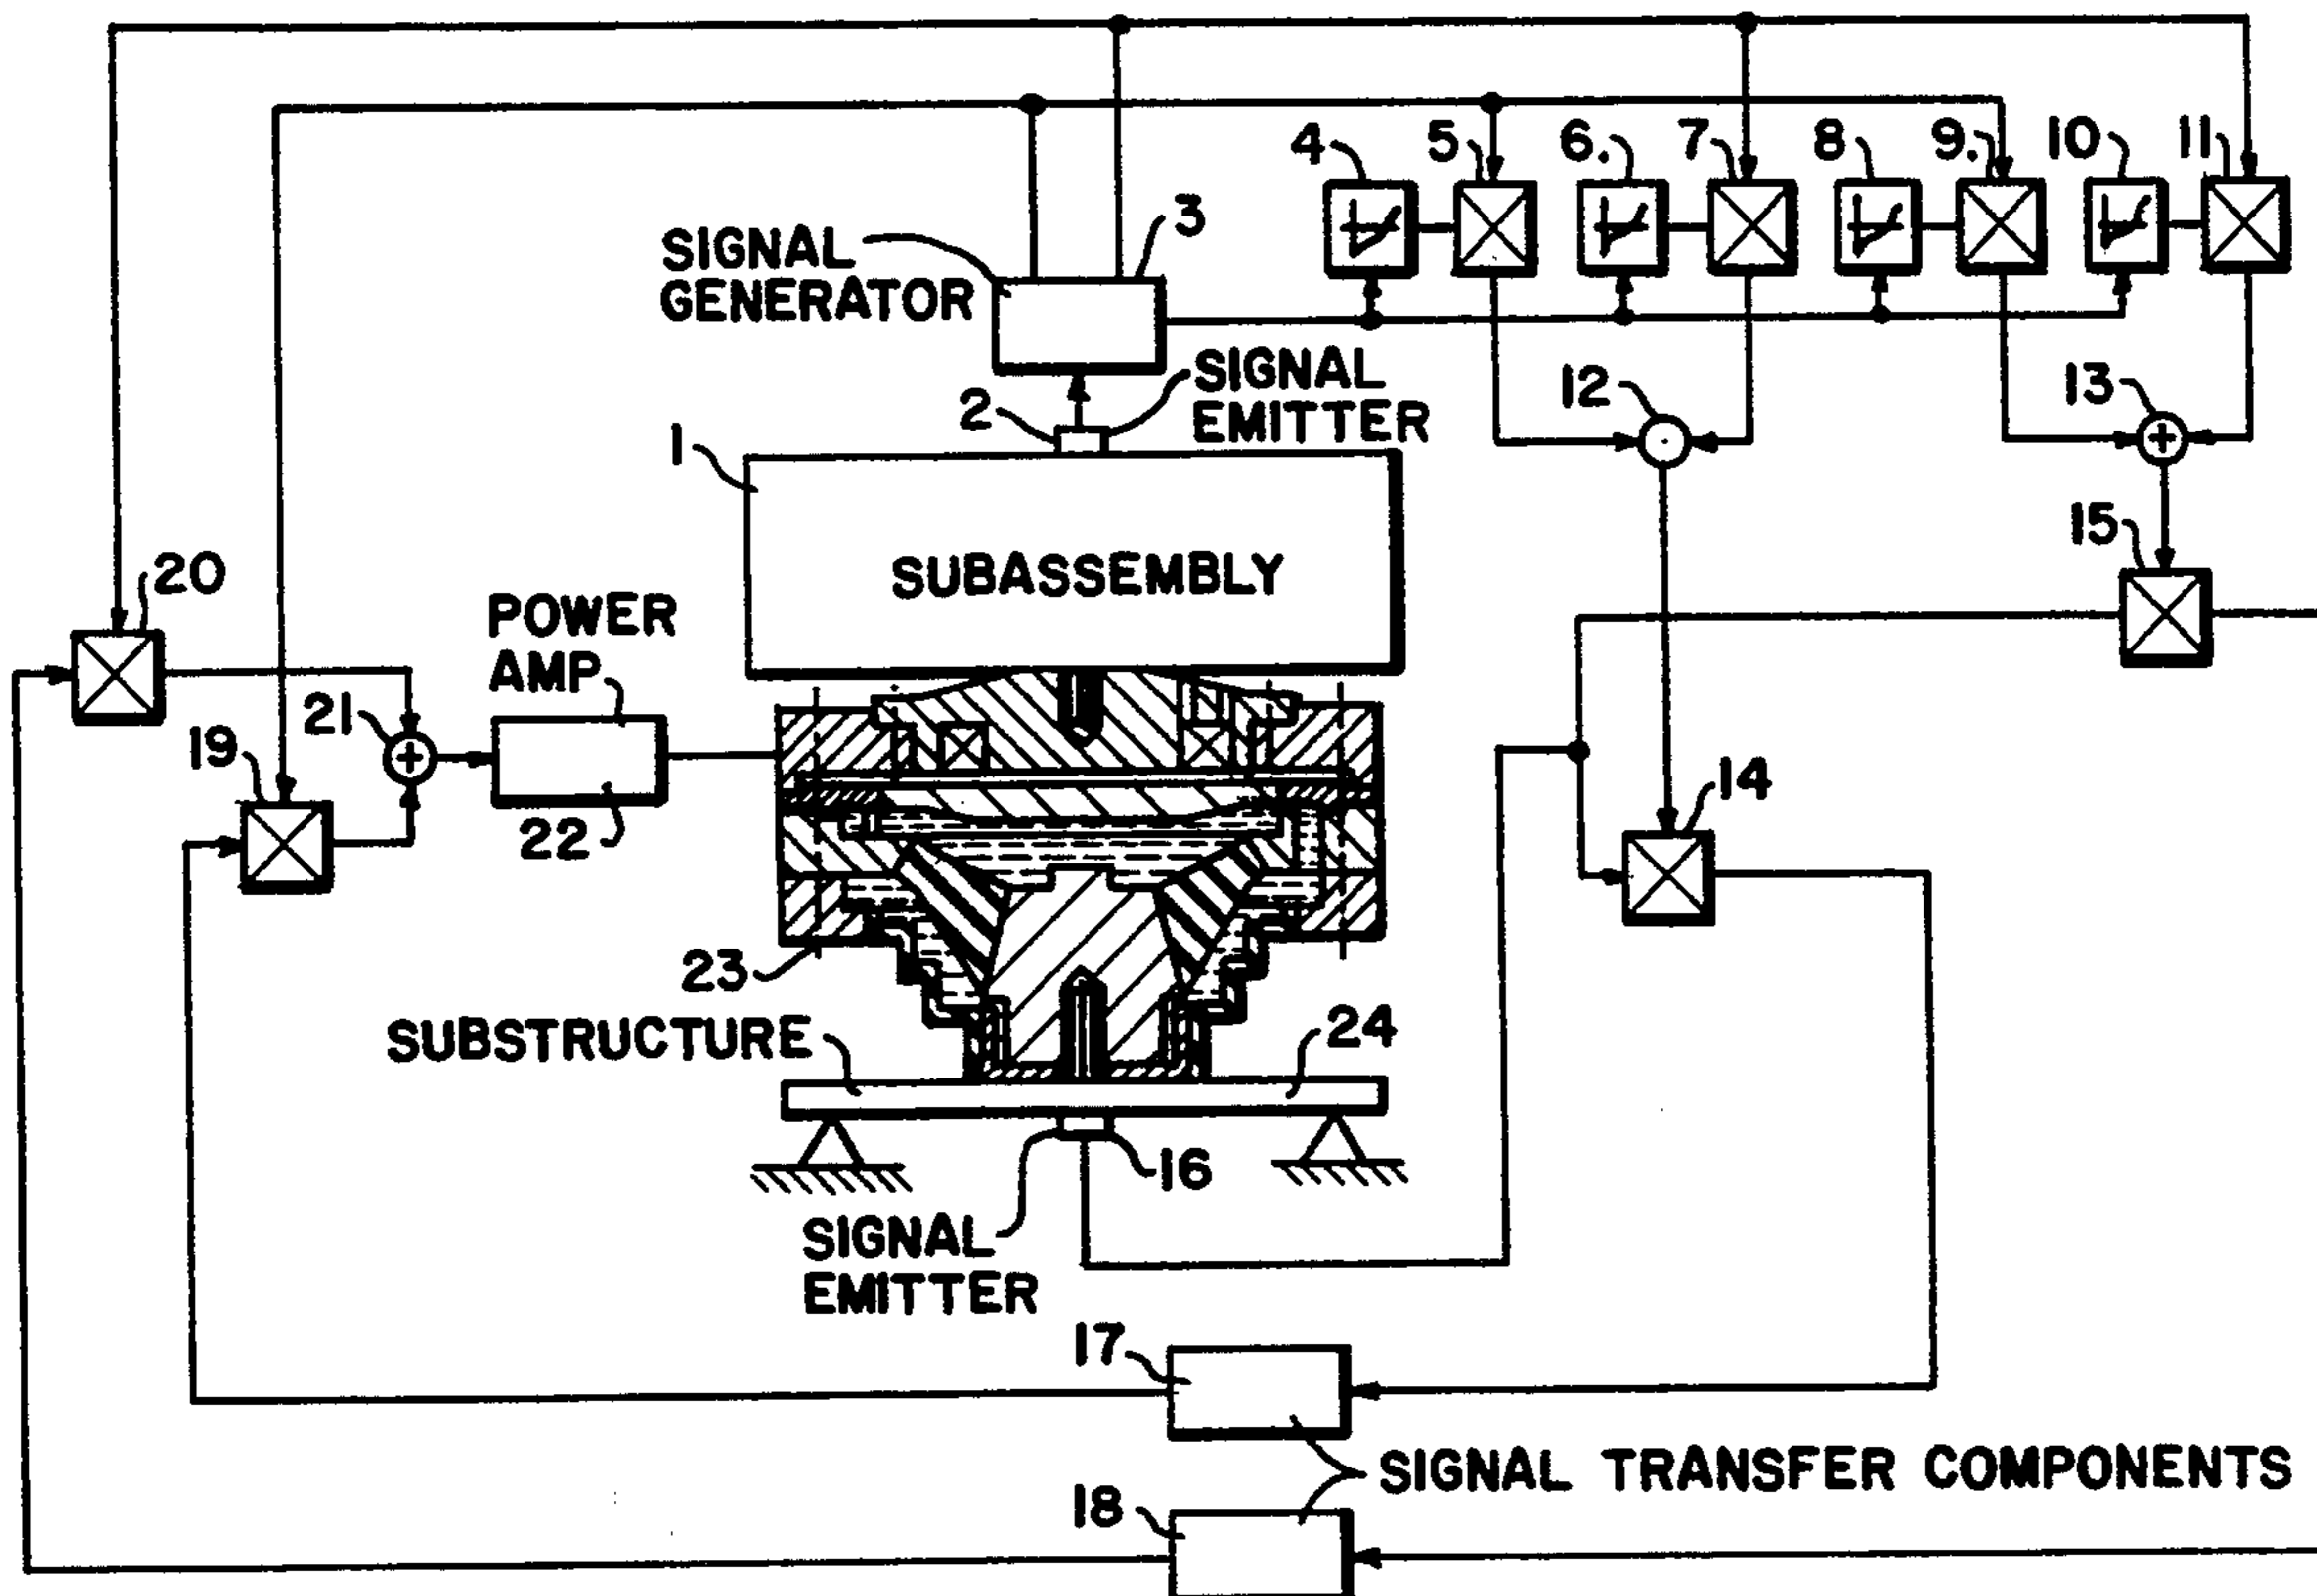 4
5
6.
7
8
9.
10
11
3
SIGNAL
GENERATOR
SIGNAL
EMITTER
2
12
13
1
SUBASSEMBLY
15
20
POWER
AMP
21
19
22
14
23
SUBSTRUCTURE
24
16
SIGNAL
EMITTER
17
SIGNAL TRANSFER COMPONENTS
18